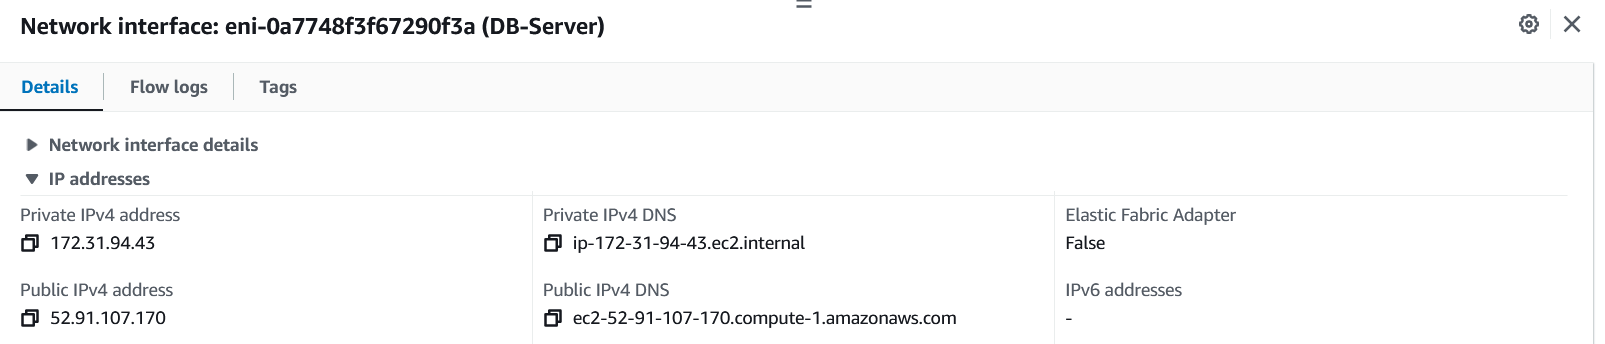 Network interface: eni-0a7748f3f67290f3a (DB-Server)
Details
Flow logs
Tags
Network interface details
IP addresses
Private IPv4 address
172.31.94.43
Private IPv4 DNS
ip-172-31-94-43.ec2.internal
Elastic Fabric Adapter
False
Public IPv4 address
52.91.107.170
Public IPv4 DNS
ec2-52-91-107-170.compute-1.amazonaws.com
IPv6 addresses
-